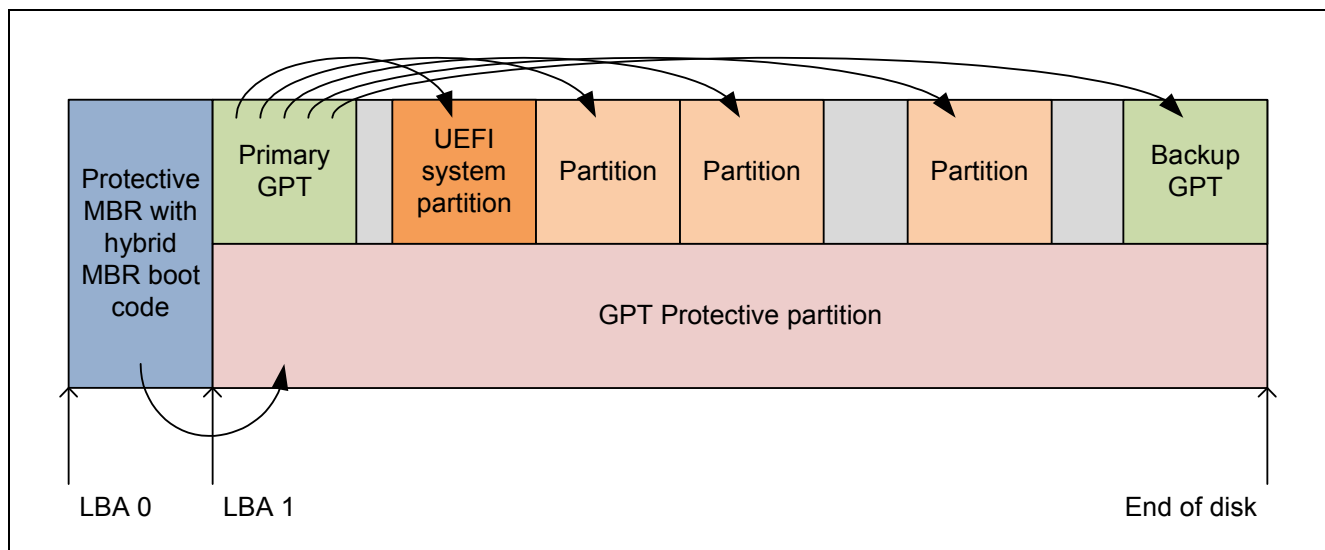 Protective
MBR with
hybrid
MBR boot
code
Primary
GPT
UEFI
system
partition
Partition
Partition
Partition
Backup
GPT
GPT Protective partition
LBA 0
LBA 1
End of disk